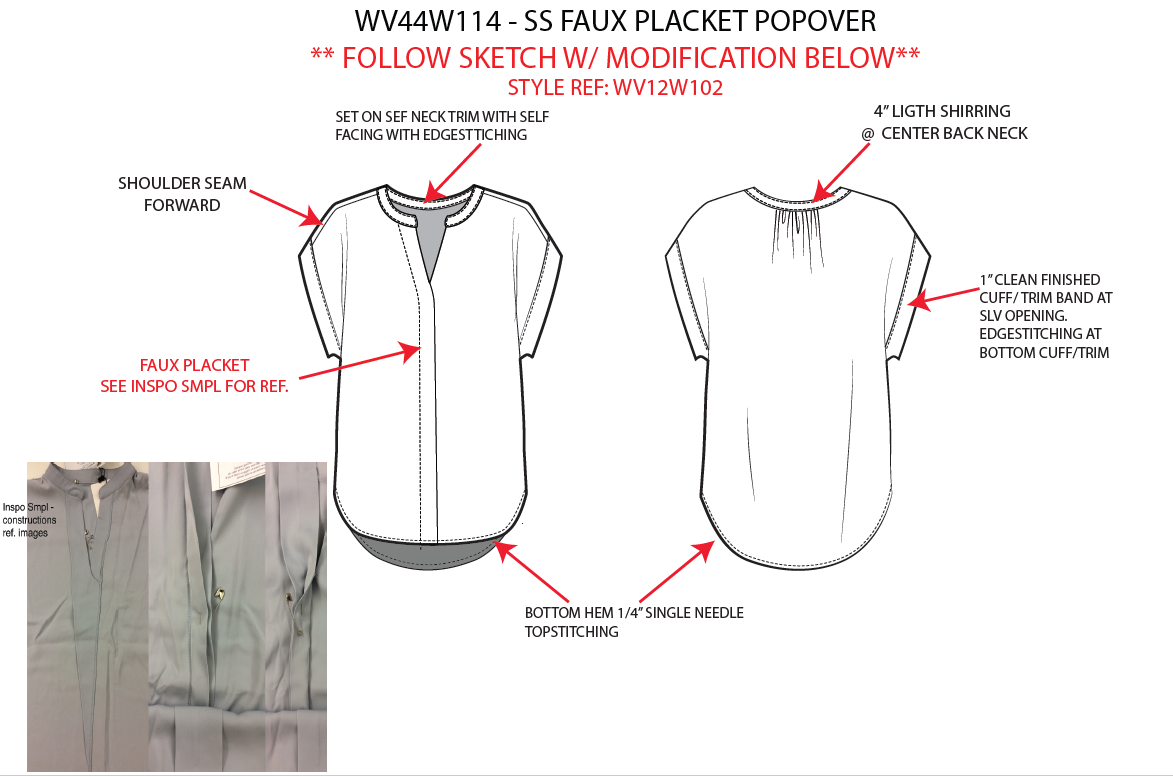 WV44W114 - SS FAUX PLACKET POPOVER
** FOLLOW SKETCH W/ MODIFICATION BELOW**
STYLE REF: WV12W102
SET ON SEF NECK TRIM WITH SELF
FACING WITH EDGESTTICHING
4” LIGTH SHIRRING
@ CENTER BACK NECK
SHOULDER SEAM
FORWARD
1” CLEAN FINISHED
CUFF/ TRIM BAND AT
SLV OPENING.
EDGESTITCHING AT
BOTTOM CUFF/TRIM
FAUX PLACKET
SEE INSPO SMPL FOR REF.
Inspo Smpl -
constructions
ref. images
BOTTOM HEM 1/4” SINGLE NEEDLE
TOPSTITCHING